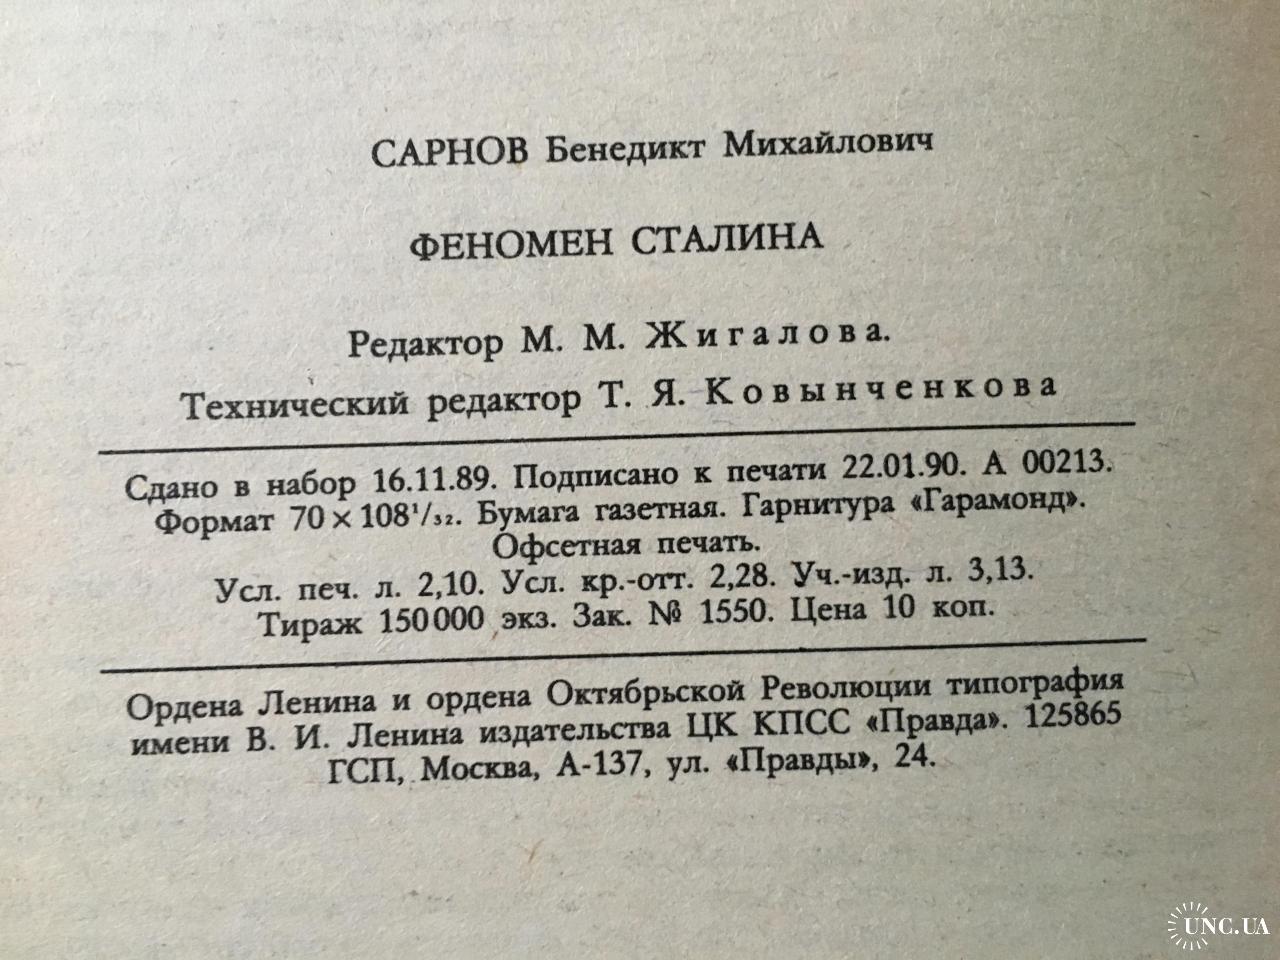 САРНОВ Бенедикт Михайлович
ФЕНОМЕН СТАЛИНА
Редактор М. М. Жигалова.
Технический редактор Т. Я. Ковынченкова
Сдано в набор 16.11.89. Подписано к печати 22.01.90. А 00213.
Формат 70 × 108¹/₃₂. Бумага газетная. Гарнитура «Гарамонд».
Офсетная печать.
Усл. печ. л. 2,10. Усл. кр.-отт. 2,28. Уч.-изд. л. 3,13.
Тираж 150 000 экз. Зак. № 1550. Цена 10 коп.
Ордена Ленина и ордена Октябрьской Революции типография
имени В. И. Ленина издательства ЦК КПСС «Правда». 125865
ГСП, Москва, А-137, ул. «Правды», 24.
UNC.UA